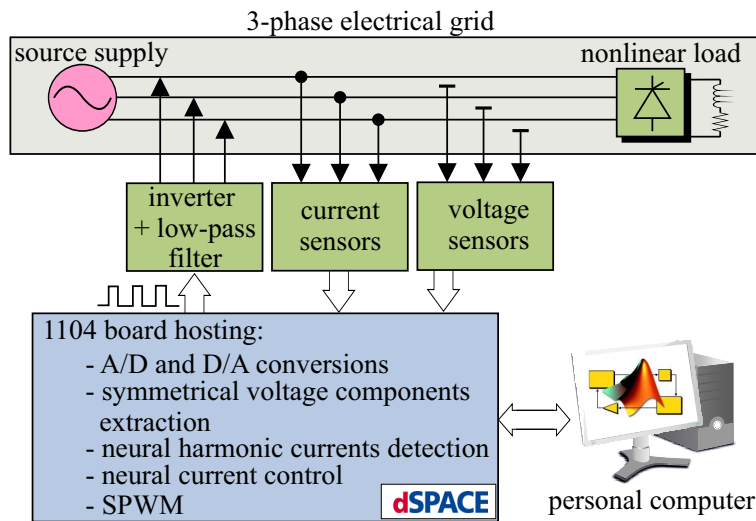 3-phase electrical grid
source supply
nonlinear load
inverter
+ low-pass
filter
current
sensors
voltage
sensors
1104 board hosting:
- A/D and D/A conversions
- symmetrical voltage components
extraction
- neural harmonic currents detection
- neural current control
- SPWM
dSPACE
personal computer